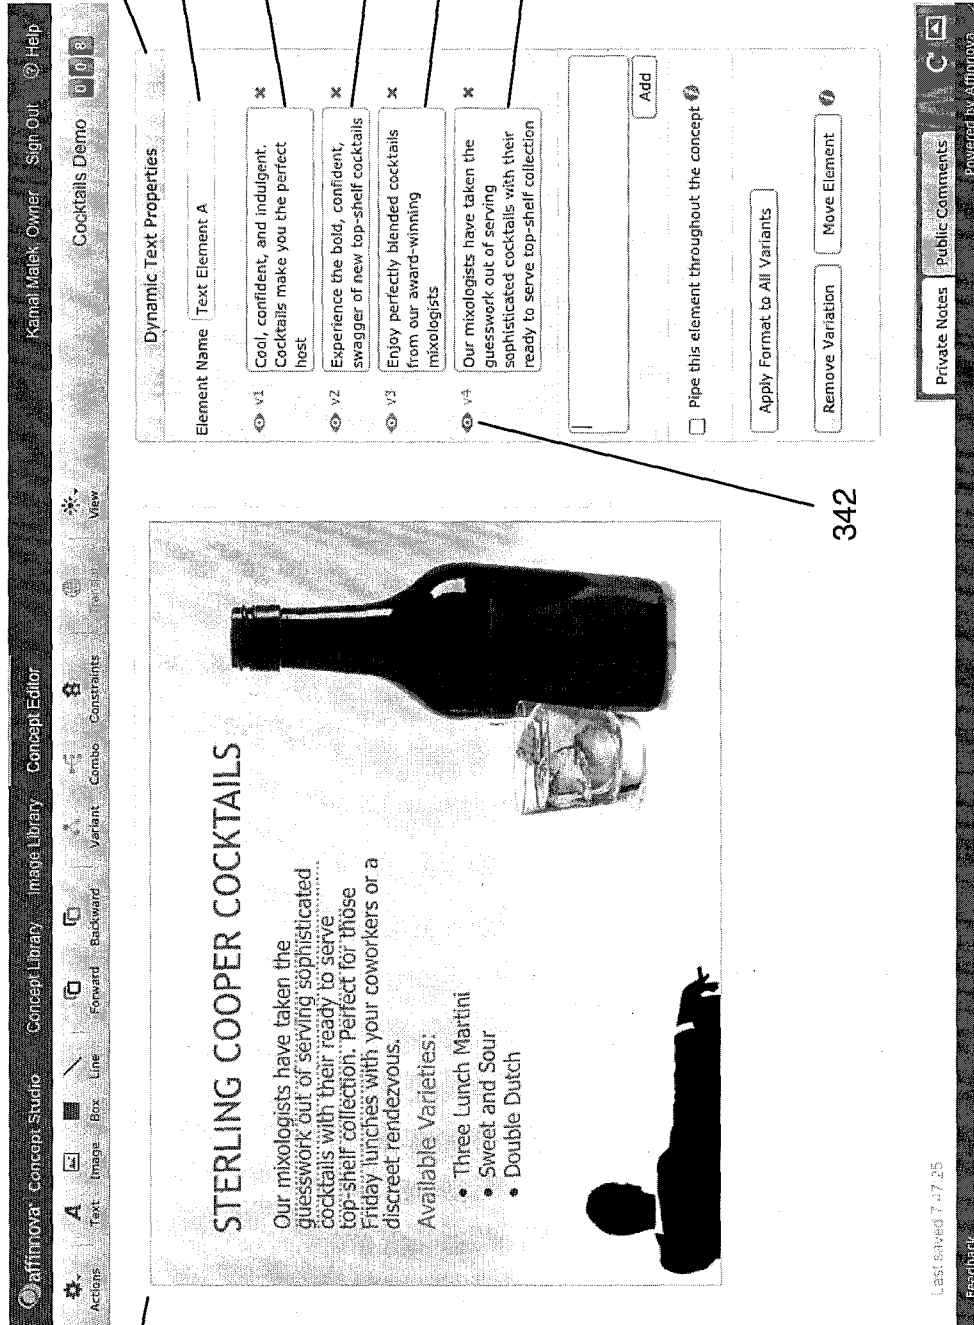 affinnova Concept Studio Concept Library Image Library Concept Editor Kamal Malek Owner Sign Out ? Help
Actions Text Image Box Line Forward Backward Variant Combo Constraints Translate View
Cocktails Demo 0 0 8
STERLING COOPER COCKTAILS
Our mixologists have taken the
guesswork out of serving sophisticated
cocktails with their ready to serve
top-shelf collection. Perfect for those
Friday lunches with your coworkers or a
discreet rendezvous.
Available Varieties:
• Three Lunch Martini
• Sweet and Sour
• Double Dutch
Dynamic Text Properties
Element Name Text Element A
v1 Cool, confident, and indulgent.
Cocktails make you the perfect
host
v2 Experience the bold, confident,
swagger of new top-shelf cocktails
v3 Enjoy perfectly blended cocktails
from our award-winning
mixologists
v4 Our mixologists have taken the
guesswork out of serving
sophisticated cocktails with their
ready to serve top-shelf collection
Add
Pipe this element throughout the concept
Apply Format to All Variants
Remove Variation Move Element
342
Last saved 7:47:25
Private Notes Public Comments
Feedback Powered by Affinnova